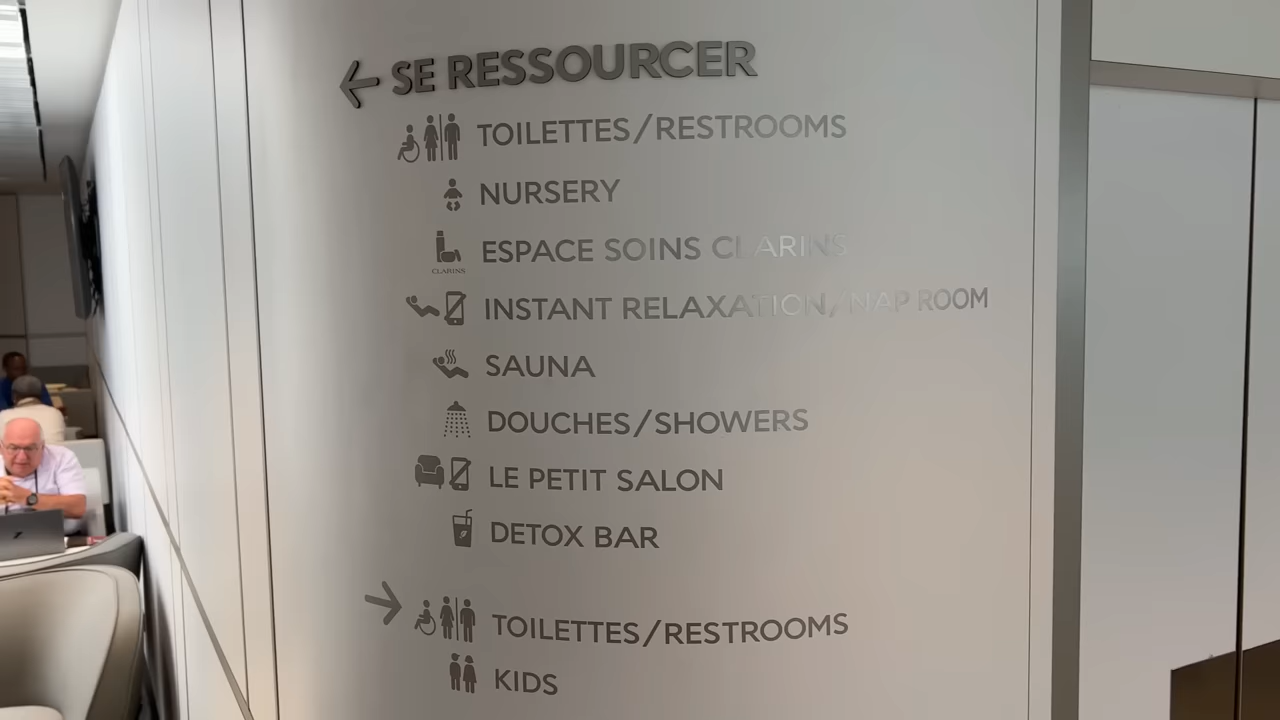 ← SE RESSOURCER
TOILETTES/RESTROOMS
NURSERY
ESPACE SOINS CLARINS
CLARINS
INSTANT RELAXATION/NAP ROOM
SAUNA
DOUCHES/SHOWERS
LE PETIT SALON
DETOX BAR
→ TOILETTES/RESTROOMS
KIDS